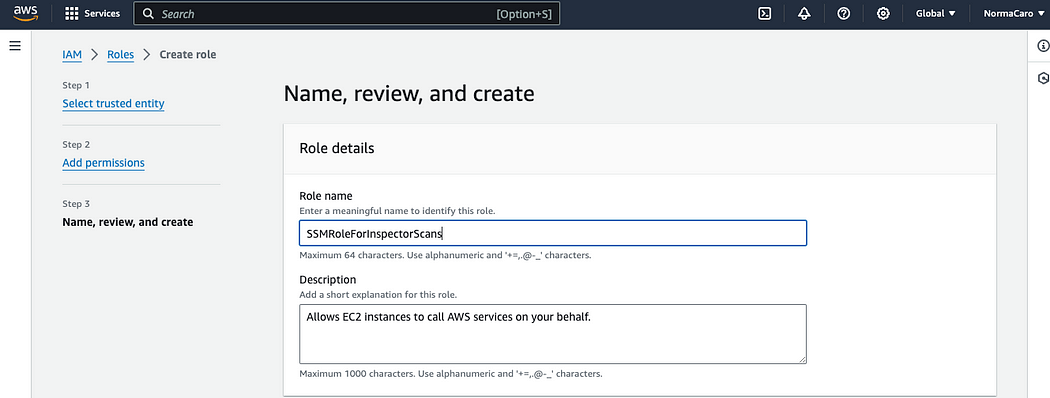 aws
Services
Search
[Option+S]
Global
NormaCaro
IAM > Roles > Create role
Step 1
Select trusted entity
Step 2
Add permissions
Step 3
Name, review, and create
Name, review, and create
Role details
Role name
Enter a meaningful name to identify this role.
SSMRoleForInspectorScans
Maximum 64 characters. Use alphanumeric and '+=,.@-_' characters.
Description
Add a short explanation for this role.
Allows EC2 instances to call AWS services on your behalf.
Maximum 1000 characters. Use alphanumeric and '+=,.@-_' characters.